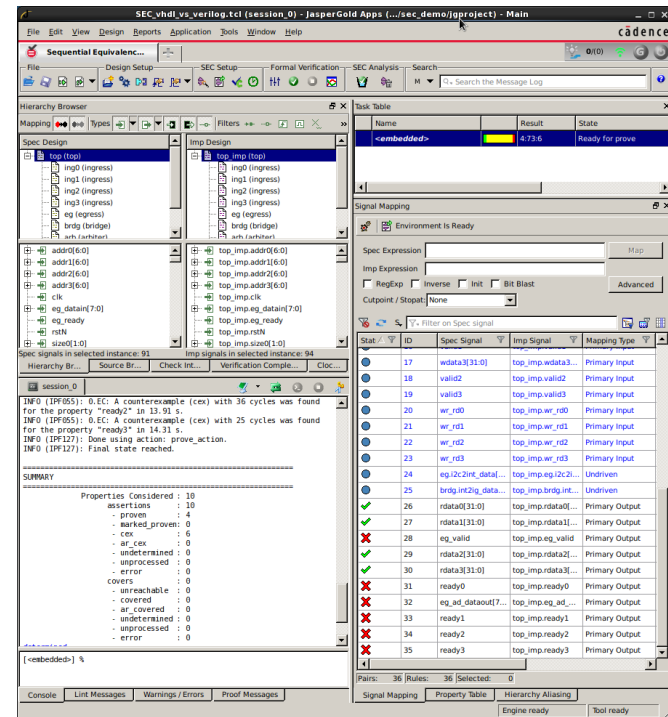 SEC_vhdl_vs_verilog.tcl (session_0) - JasperGold Apps (.../sec_demo/jgproject) - Main
File Edit View Design Reports Application Tools Window Help
cādence
Sequential Equivalenc...
0(0)
File Design Setup SEC Setup Formal Verification SEC Analysis Search
M Search the Message Log
Hierarchy Browser
Mapping Types Filters »
Spec Design
top (top)
ing0 (ingress)
ing1 (ingress)
ing2 (ingress)
ing3 (ingress)
eg (egress)
brdg (bridge)
arb (arbiter)
Imp Design
top_imp (top)
ing0 (ingress)
ing1 (ingress)
ing2 (ingress)
ing3 (ingress)
eg (egress)
brdg (bridge)
arb (arbiter)
addr0[6:0]
addr1[6:0]
addr2[6:0]
addr3[6:0]
clk
eg_datain[7:0]
eg_ready
rstN
size0[1:0]
top_imp.addr0[6:0]
top_imp.addr1[6:0]
top_imp.addr2[6:0]
top_imp.addr3[6:0]
top_imp.clk
top_imp.eg_datain[7:0]
top_imp.eg_ready
top_imp.rstN
top_imp.size0[1:0]
Spec signals in selected instance: 91 Imp signals in selected instance: 94
Hierarchy Br... Source Br... Check Int... Verification Comple... Cloc...
session_0
INFO (IPF055): 0.EC: A counterexample (cex) with 36 cycles was found
for the property "ready2" in 13.91 s.
INFO (IPF055): 0.EC: A counterexample (cex) with 25 cycles was found
for the property "ready3" in 14.31 s.
INFO (IPF127): Done using action: prove_action.
INFO (IPF127): Final state reached.
==============================================================
SUMMARY
==============================================================
Properties Considered : 10
assertions : 10
- proven : 4
- marked_proven: 0
- cex : 6
- ar_cex : 0
- undetermined : 0
- unprocessed : 0
- error : 0
covers : 0
- unreachable : 0
- covered : 0
- ar_covered : 0
- undetermined : 0
- unprocessed : 0
- error : 0
determined
[<embedded>] %
Console Lint Messages Warnings / Errors Proof Messages
Task Table
Name Result State
<embedded> 4:73:6 Ready for prove
Signal Mapping
Environment Is Ready
Spec Expression Map
Imp Expression
RegExp Inverse Init Bit Blast Advanced
Cutpoint / Stopat: None
Filter on Spec signal
Stat ID Spec Signal Imp Signal Mapping Type
17 wdata3[31:0] top_imp.wdata3... Primary Input
18 valid2 top_imp.valid2 Primary Input
19 valid3 top_imp.valid3 Primary Input
20 wr_rd0 top_imp.wr_rd0 Primary Input
21 wr_rd1 top_imp.wr_rd1 Primary Input
22 wr_rd2 top_imp.wr_rd2 Primary Input
23 wr_rd3 top_imp.wr_rd3 Primary Input
24 eg.i2c2int_data[... top_imp.eg.i2c2i... Undriven
25 brdg.int2ig_data... top_imp.brdg.int... Undriven
26 rdata0[31:0] top_imp.rdata0[... Primary Output
27 rdata1[31:0] top_imp.rdata1[... Primary Output
28 eg_valid top_imp.eg_valid Primary Output
29 rdata2[31:0] top_imp.rdata2[... Primary Output
30 rdata3[31:0] top_imp.rdata3[... Primary Output
31 ready0 top_imp.ready0 Primary Output
32 eg_ad_dataout[7... top_imp.eg_ad_... Primary Output
33 ready1 top_imp.ready1 Primary Output
34 ready2 top_imp.ready2 Primary Output
35 ready3 top_imp.ready3 Primary Output
Pairs: 36 Rules: 36 Selected: 0
Signal Mapping Property Table Hierarchy Aliasing
Engine ready Tool ready